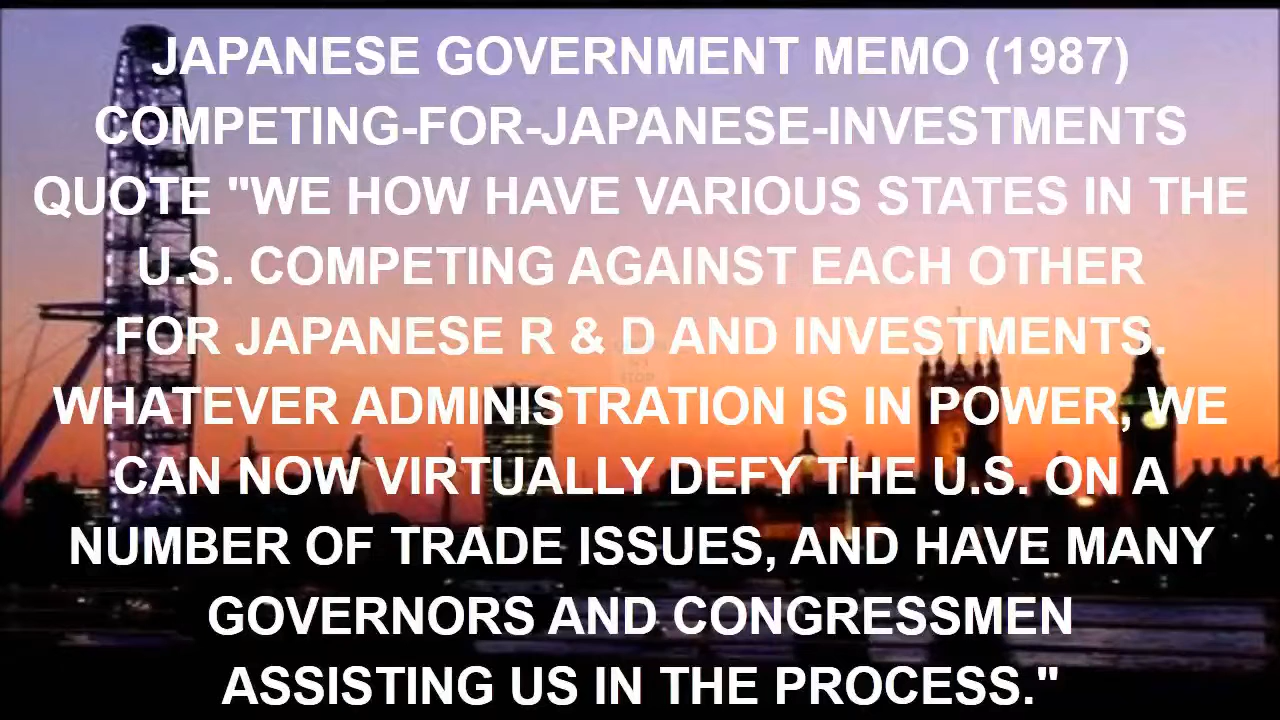 JAPANESE GOVERNMENT MEMO (1987)
COMPETING-FOR-JAPANESE-INVESTMENTS
QUOTE "WE HOW HAVE VARIOUS STATES IN THE
U.S. COMPETING AGAINST EACH OTHER
FOR JAPANESE R & D AND INVESTMENTS.
WHATEVER ADMINISTRATION IS IN POWER, WE
CAN NOW VIRTUALLY DEFY THE U.S. ON A
NUMBER OF TRADE ISSUES, AND HAVE MANY
GOVERNORS AND CONGRESSMEN
ASSISTING US IN THE PROCESS."